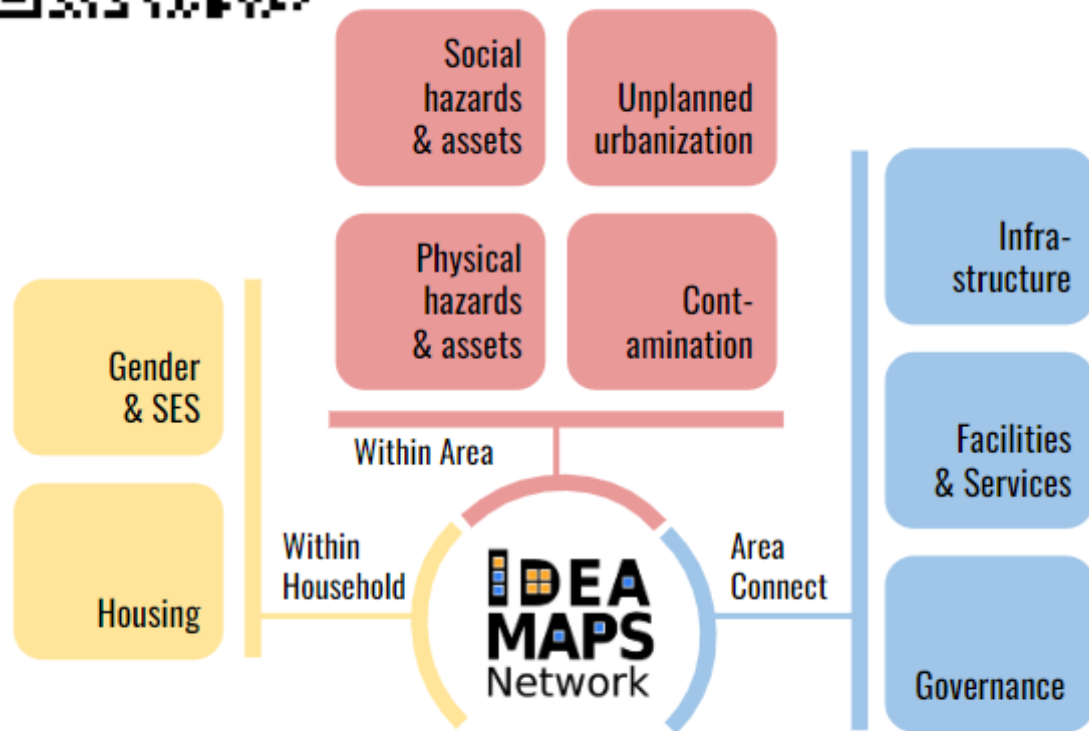 Social
hazards
& assets
Unplanned
urbanization
Physical
hazards
& assets
Cont-
amination
Within Area
Gender
& SES
Housing
Within
Household
IDEA
MAPS
Network
Area
Connect
Infra-
structure
Facilities
& Services
Governance